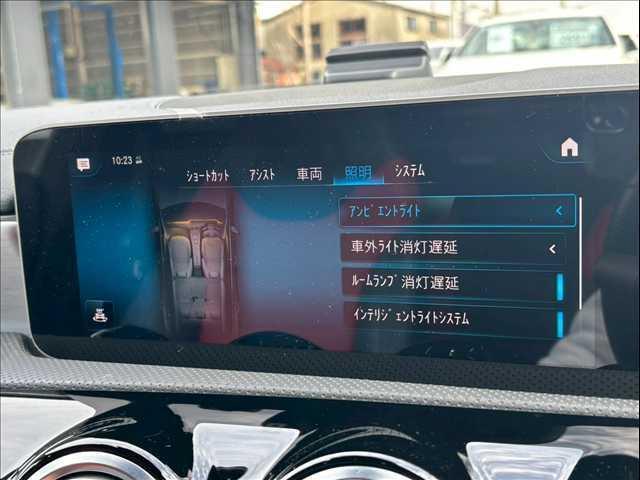 10:23
ショートカット アシスト 車両 照明 システム
アンビエントライト
車外ライト消灯遅延
ルームランプ消灯遅延
インテリジェントライトシステム